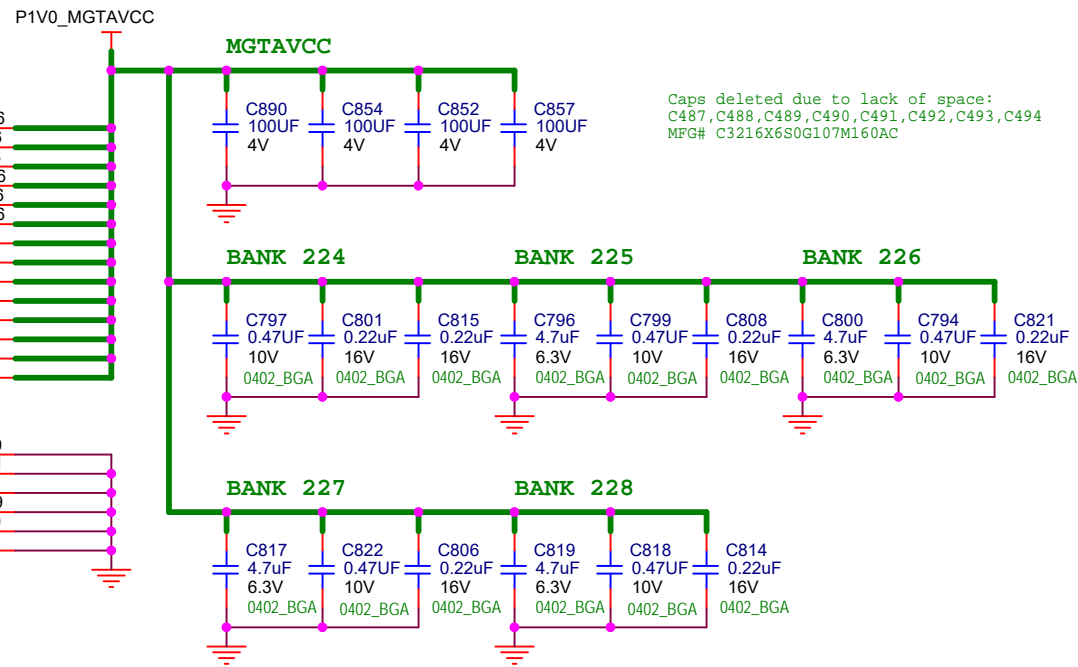 P1V0_MGTAVCC
MGTAVCC
C890
100UF
4V
C854
100UF
4V
C852
100UF
4V
C857
100UF
4V
Caps deleted due to lack of space:
C487,C488,C489,C490,C491,C492,C493,C494
MFG# C3216X6S0G107M160AC
BANK 224
BANK 225
BANK 226
C797
0.47UF
10V
0402_BGA
C801
0.22uF
16V
0402_BGA
C815
0.22uF
16V
0402_BGA
C796
4.7uF
6.3V
0402_BGA
C799
0.47UF
10V
0402_BGA
C808
0.22uF
16V
0402_BGA
C800
4.7uF
6.3V
0402_BGA
C794
0.47UF
10V
0402_BGA
C821
0.22uF
16V
0402_BGA
BANK 227
BANK 228
C817
4.7uF
6.3V
0402_BGA
C822
0.47UF
10V
0402_BGA
C806
0.22uF
16V
0402_BGA
C819
4.7uF
6.3V
0402_BGA
C818
0.47UF
10V
0402_BGA
C814
0.22uF
16V
0402_BGA